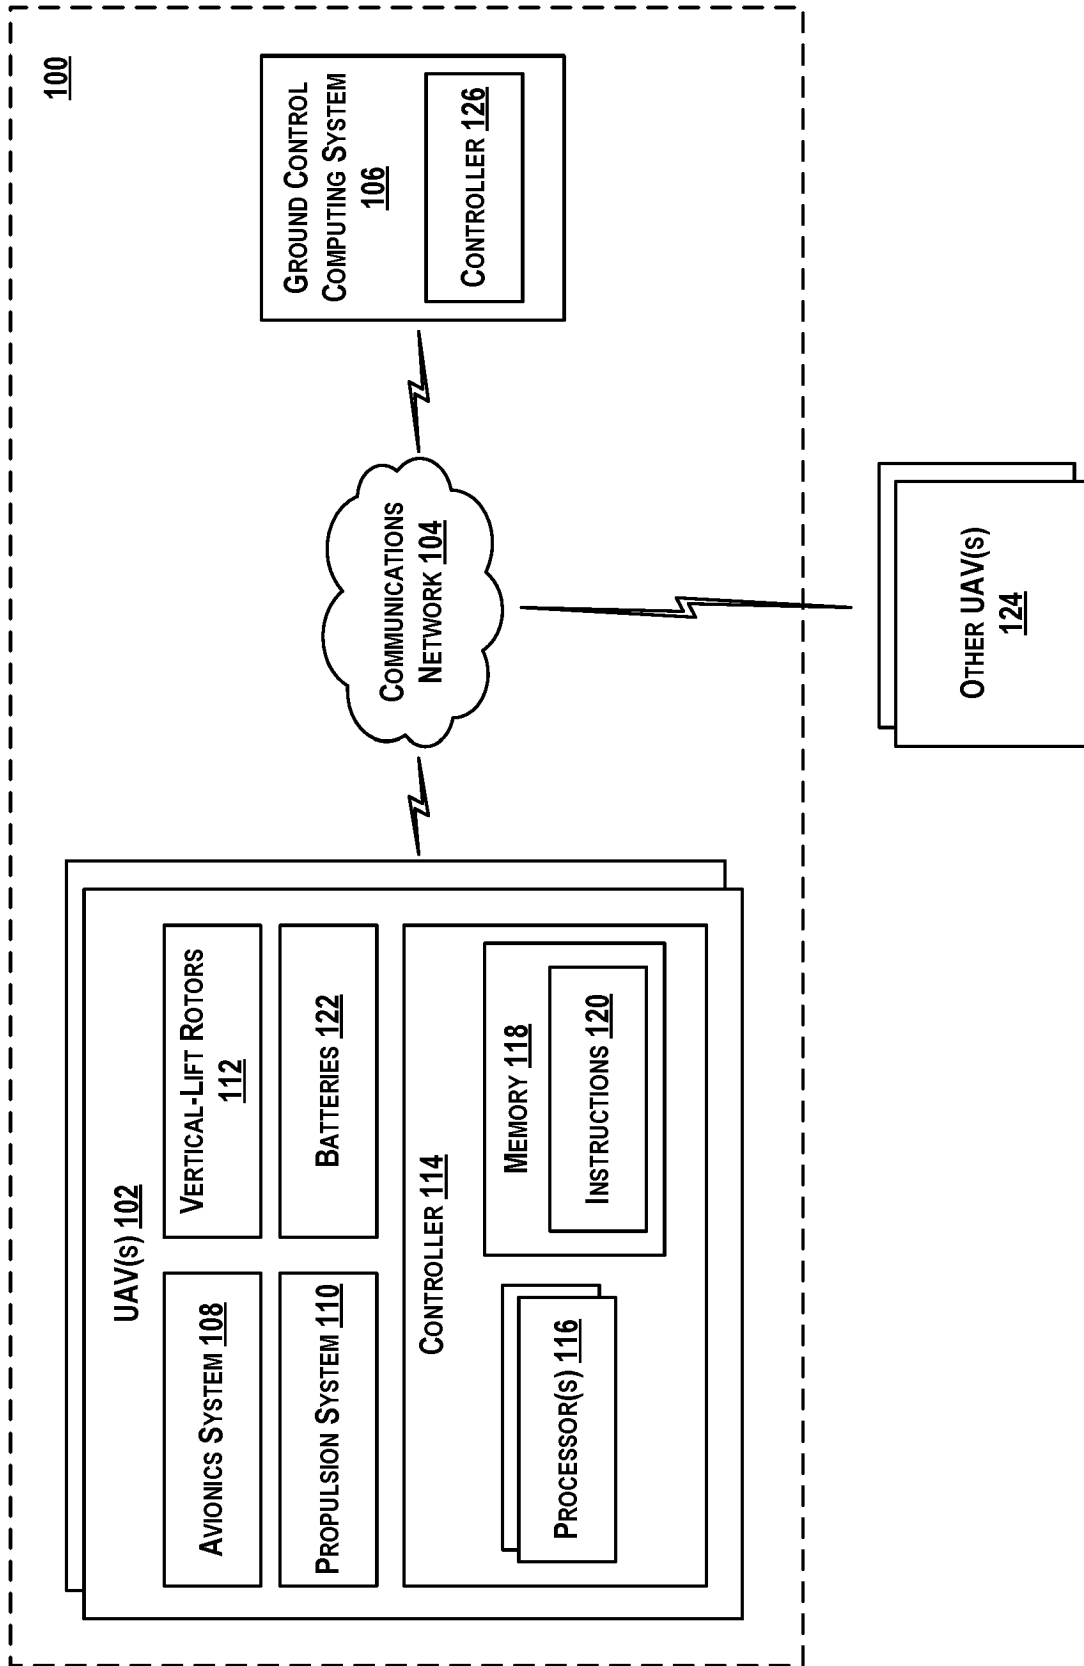 100
UAV(s) 102
AVIONICS SYSTEM 108
VERTICAL-LIFT ROTORS
112
PROPULSION SYSTEM 110
BATTERIES 122
CONTROLLER 114
PROCESSOR(S) 116
MEMORY 118
INSTRUCTIONS 120
COMMUNICATIONS
NETWORK 104
GROUND CONTROL
COMPUTING SYSTEM
106
CONTROLLER 126
OTHER UAV(s)
124